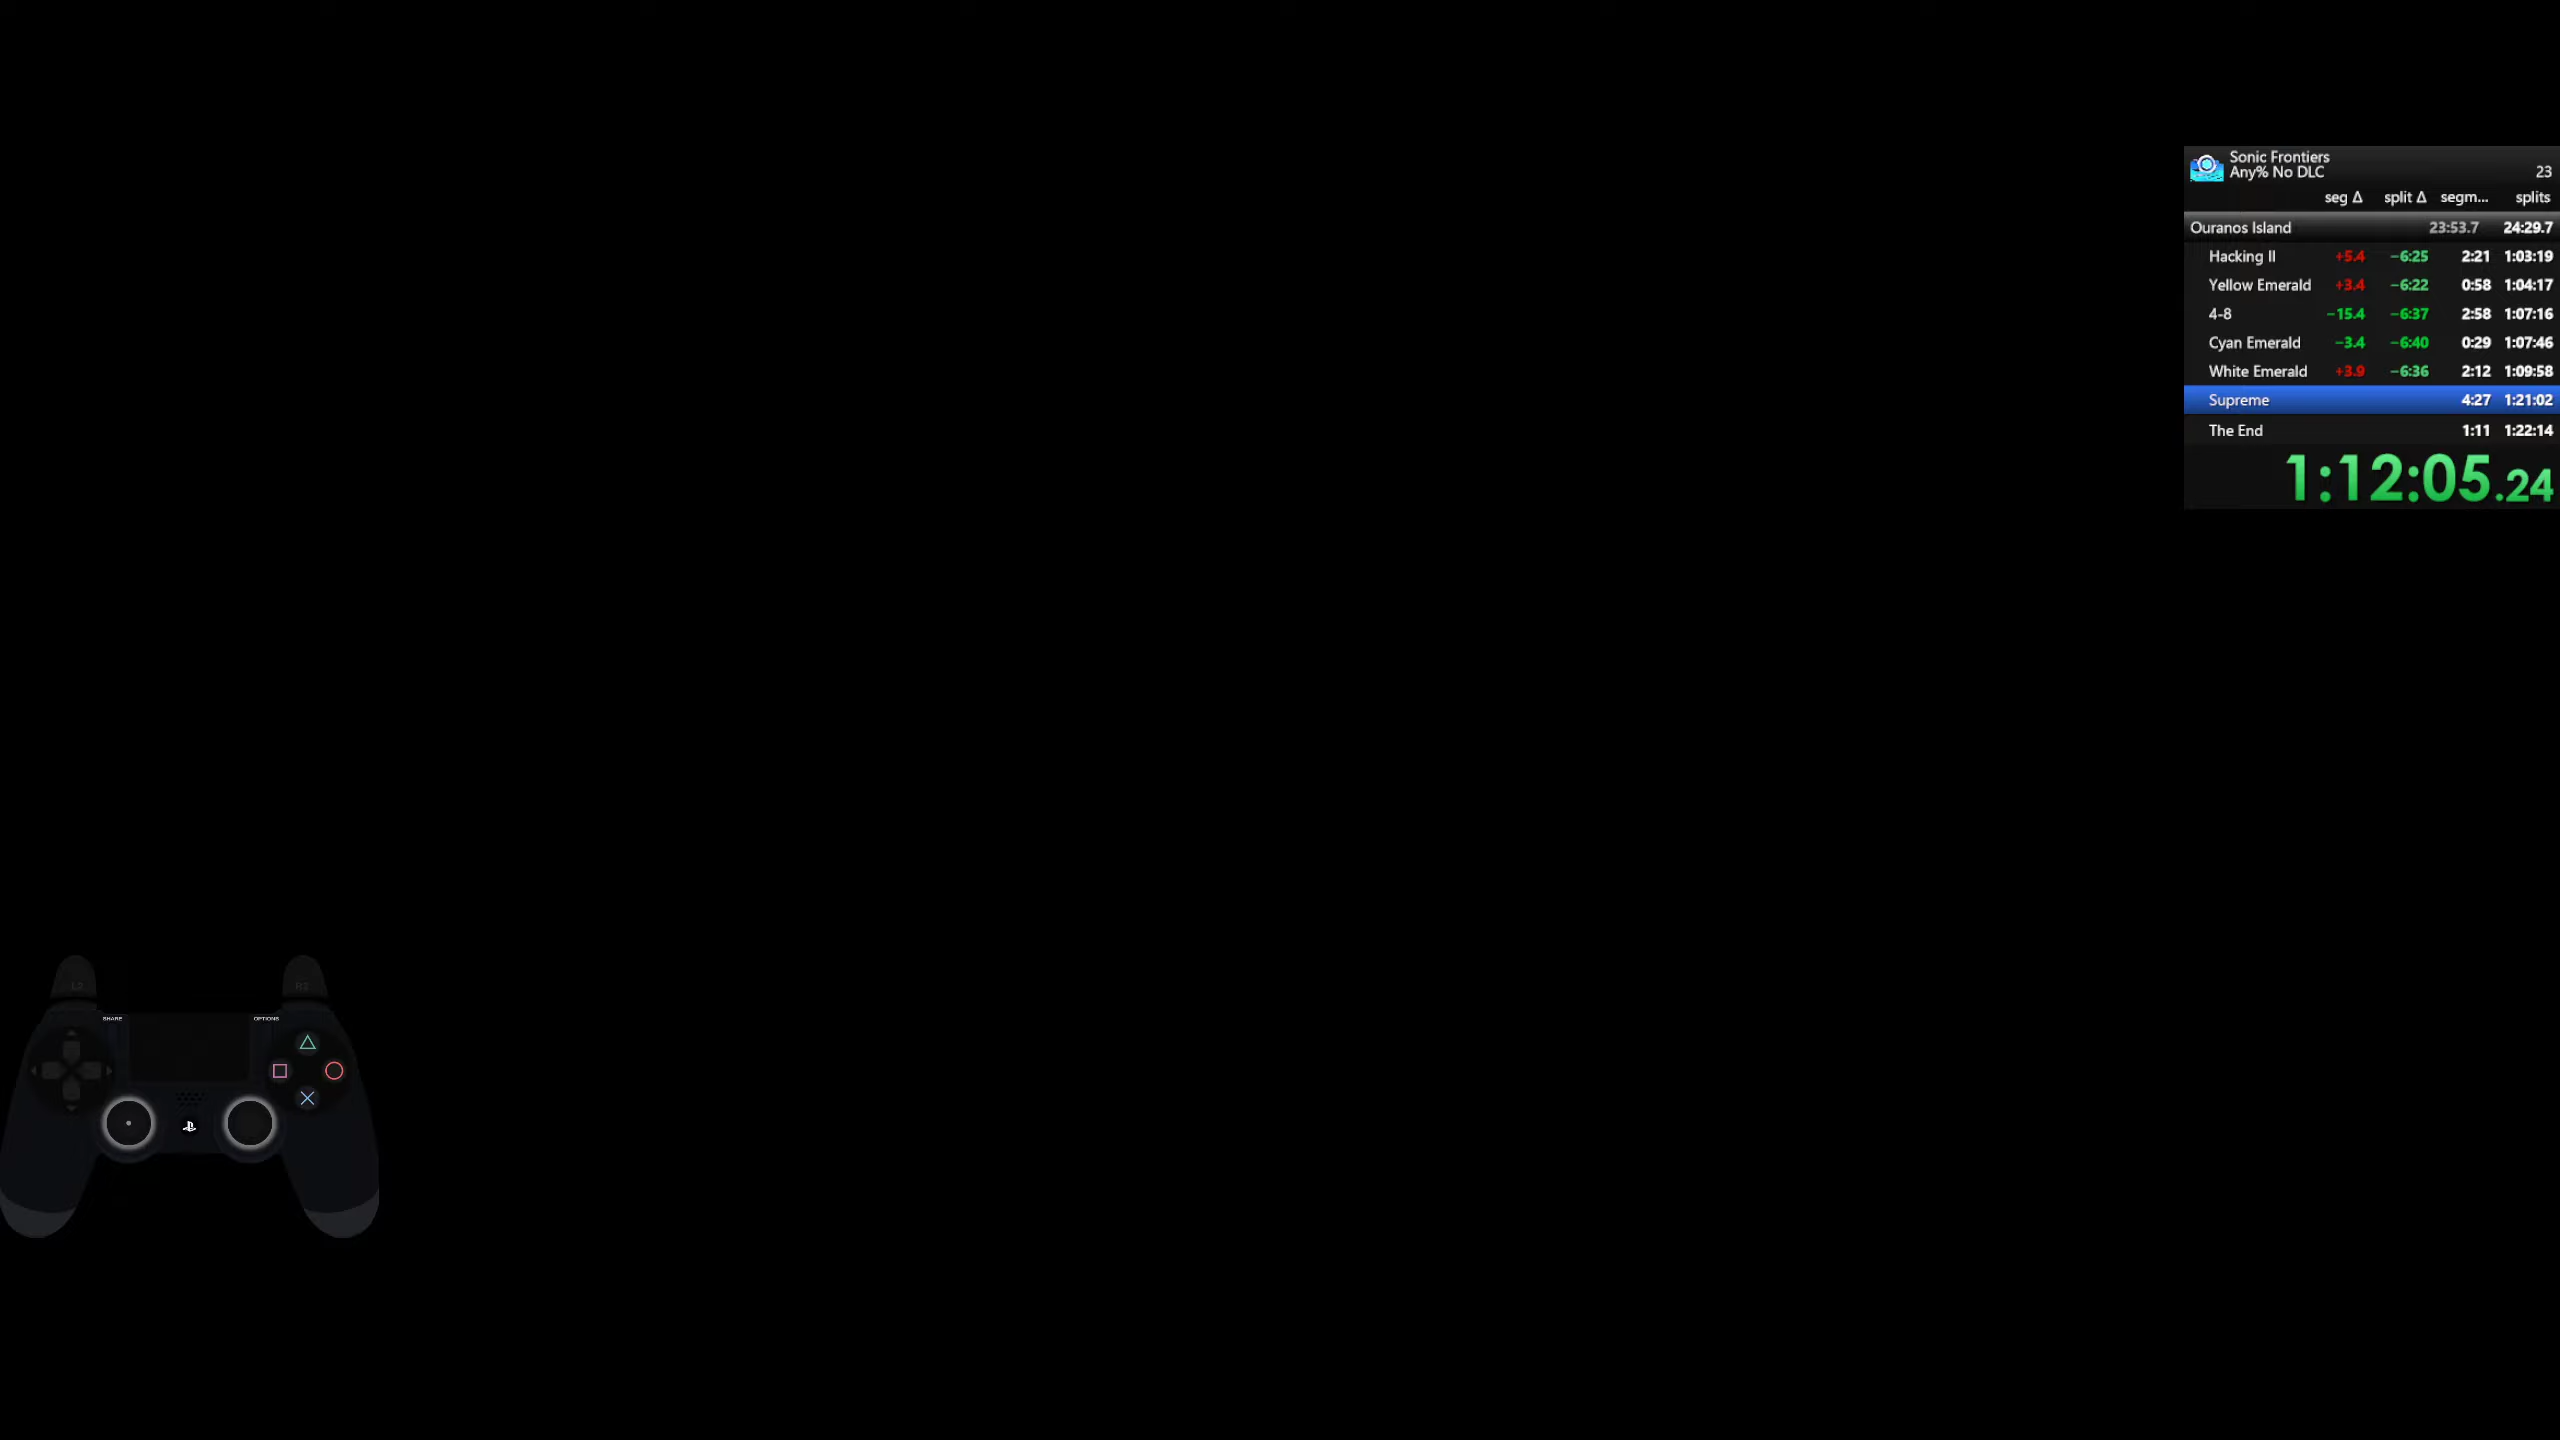 Sonic Frontiers
Any% No DLC 23
seg Δ split Δ segm... splits
Ouranos Island 23:53.7 24:29.7
Hacking II +5.4 −6:25 2:21 1:03:19
Yellow Emerald +3.4 −6:22 0:58 1:04:17
4-8 −15.4 −6:37 2:58 1:07:16
Cyan Emerald −3.4 −6:40 0:29 1:07:46
White Emerald +3.9 −6:36 2:12 1:09:58
Supreme 4:27 1:21:02
The End 1:11 1:22:14
1:12:05.24
L2 R2
SHARE OPTIONS